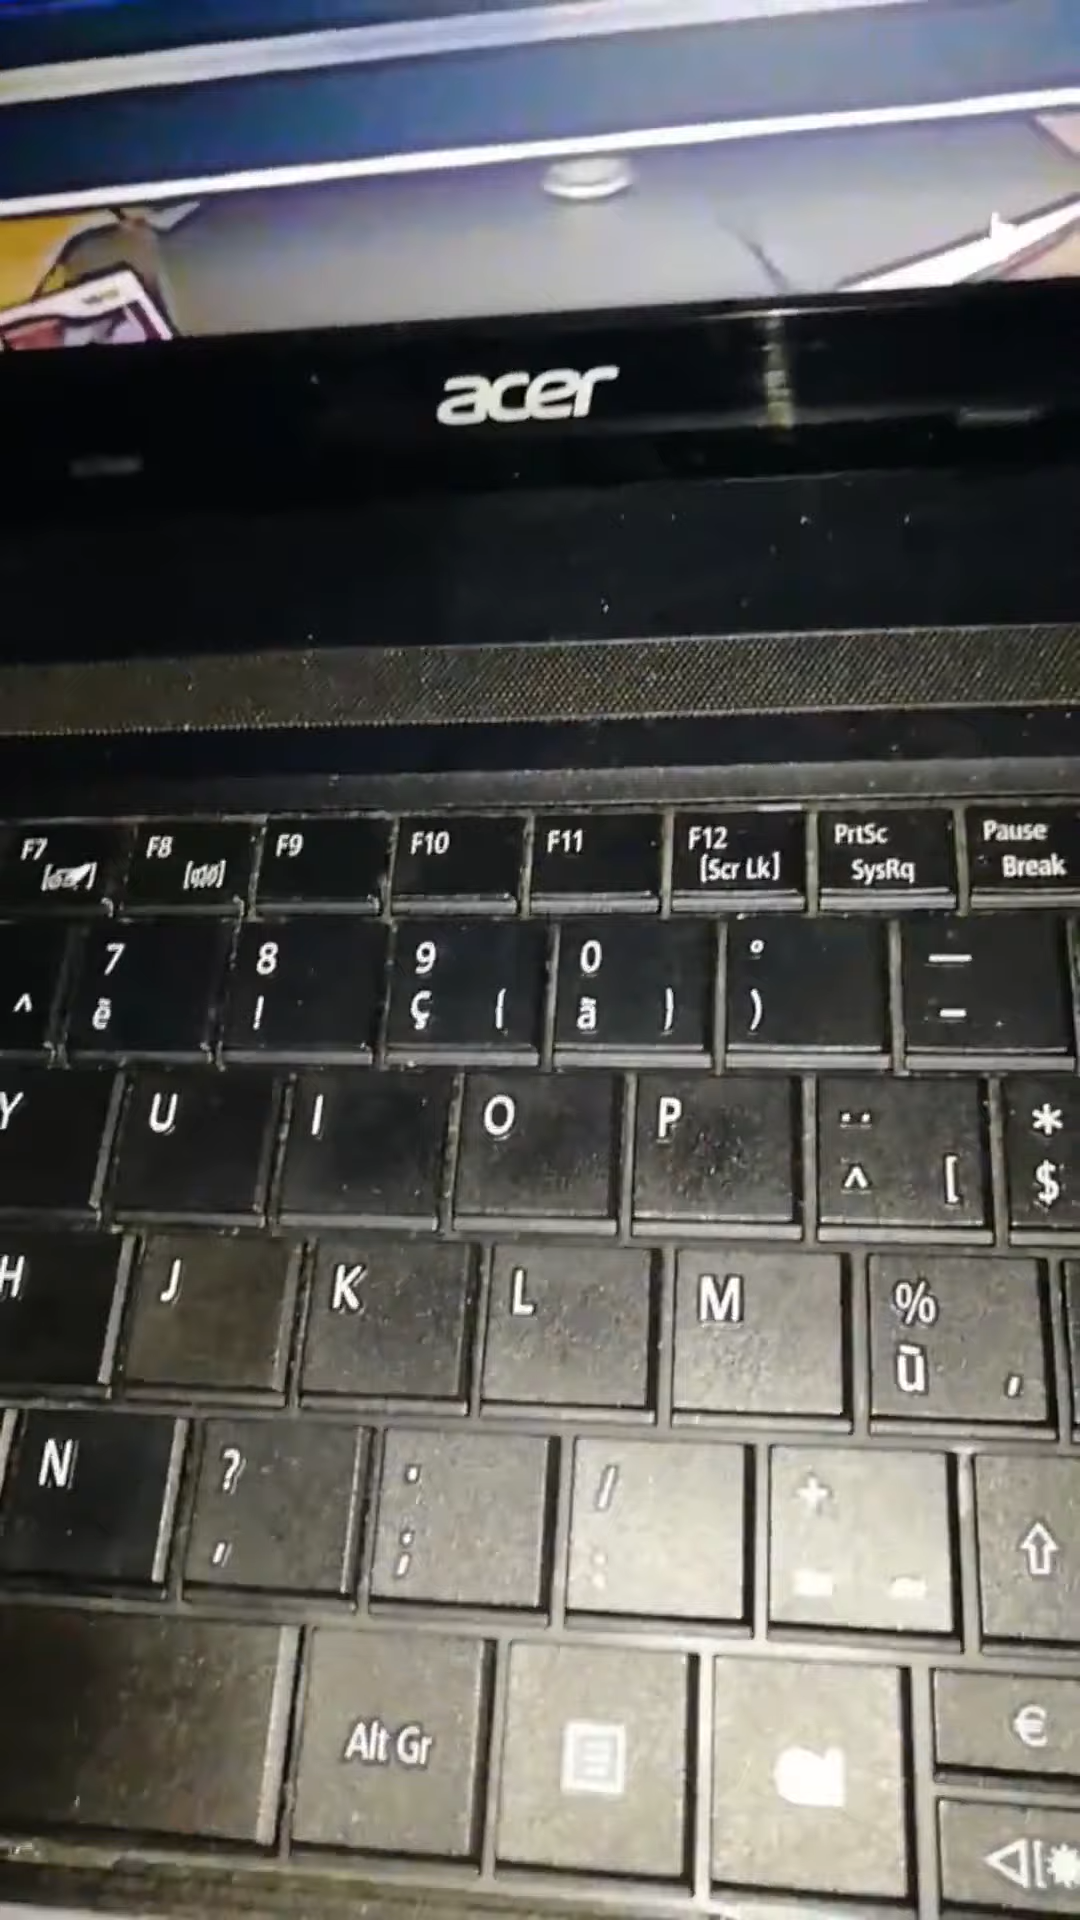 acer
F7 F8 F9 F10 F11 F12 PrtSc Pause
[Scr Lk] SysRq Break
7 8 9 0 ° —
^ è ! ç { à } ) -
Y U I O P ¨ *
^ [ $
H J K L M %
ù ,
N ? . / +
, ; :
Alt Gr €